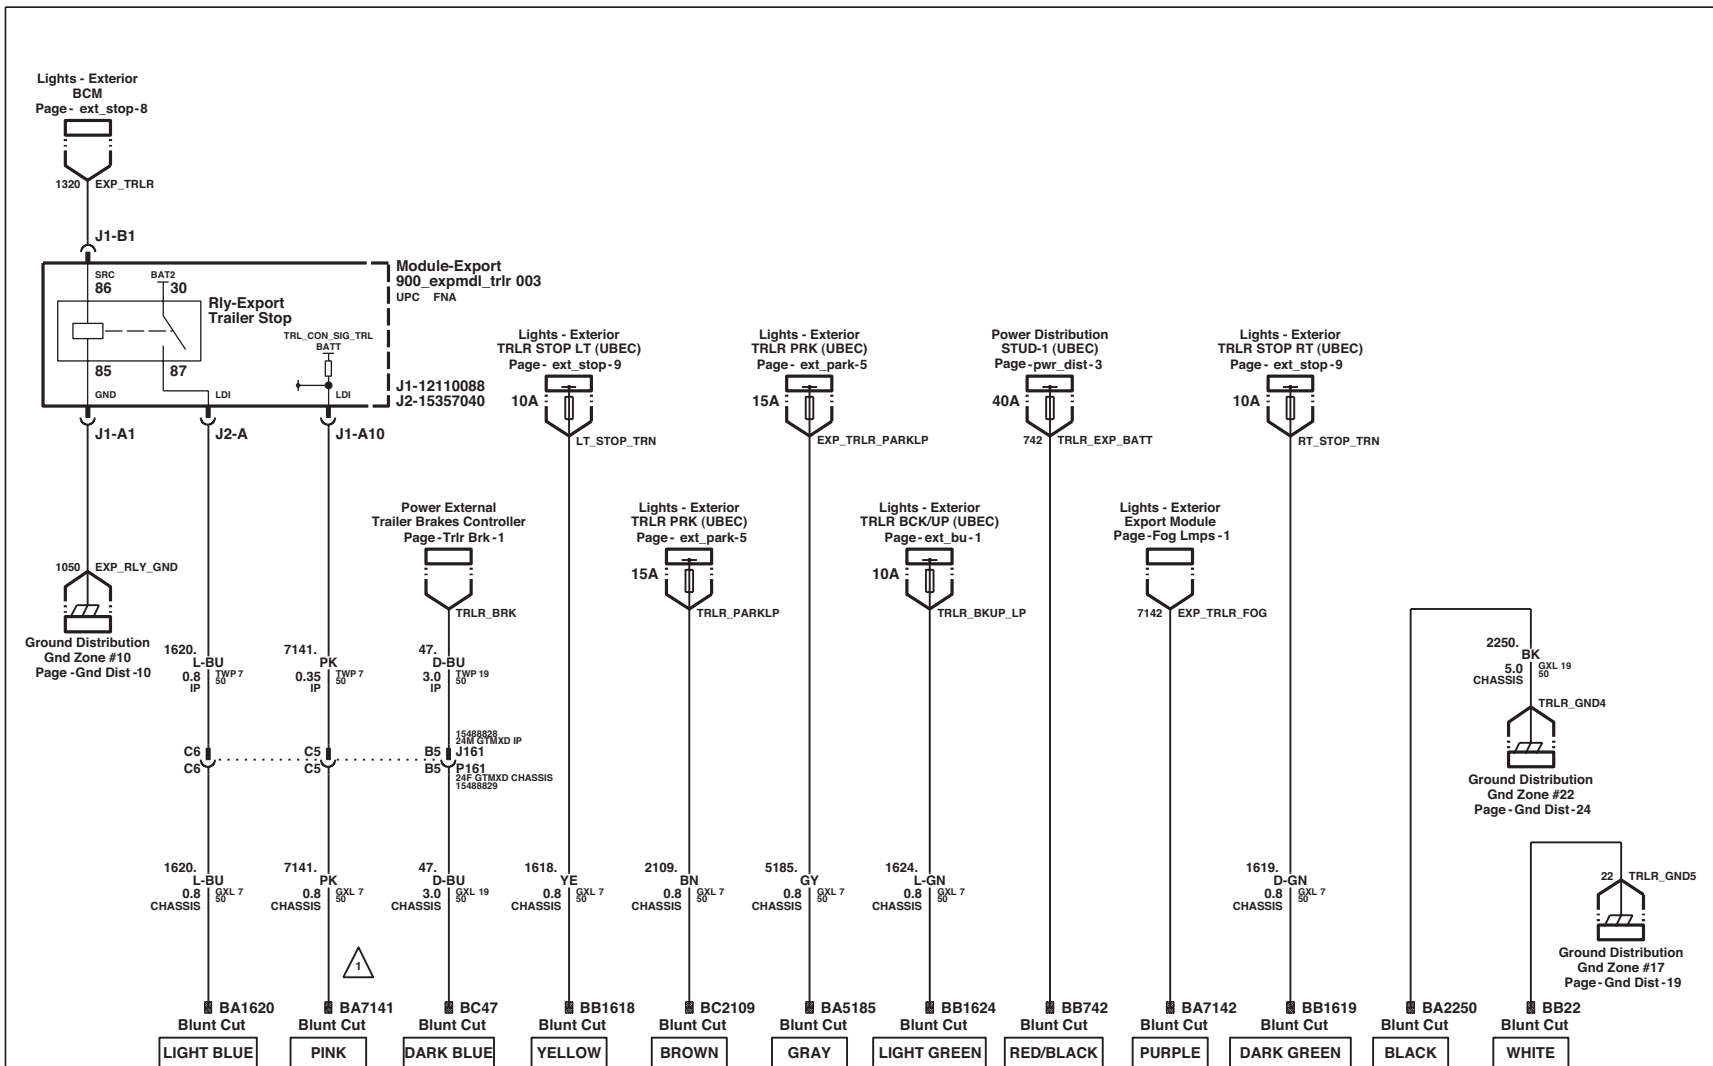 Lights - Exterior
BCM
Page - ext_stop-8
1320 EXP_TRLR
J1-B1
SRC
86
BAT2
30
Rly-Export
Trailer Stop
TRL_CON_SIG_TRL
BATT
85
87
GND
LDI
LDI
Module-Export
900_expmdl_trlr 003
UPC FNA
J1-12110088
J2-15357040
J1-A1
J2-A
J1-A10
1050 EXP_RLY_GND
Ground Distribution
Gnd Zone #10
Page -Gnd Dist -10
Lights - Exterior
TRLR STOP LT (UBEC)
Page - ext_stop-9
10A
LT_STOP_TRN
Lights - Exterior
TRLR PRK (UBEC)
Page - ext_park-5
15A
EXP_TRLR_PARKLP
Power Distribution
STUD-1 (UBEC)
Page -pwr_dist-3
40A
742 TRLR_EXP_BATT
Lights - Exterior
TRLR STOP RT (UBEC)
Page - ext_stop-9
10A
RT_STOP_TRN
Power External
Trailer Brakes Controller
Page -Trlr Brk -1
TRLR_BRK
Lights - Exterior
TRLR PRK (UBEC)
Page - ext_park-5
15A
TRLR_PARKLP
Lights - Exterior
TRLR BCK/UP (UBEC)
Page -ext_bu-1
10A
TRLR_BKUP_LP
Lights - Exterior
Export Module
Page -Fog Lmps -1
7142 EXP_TRLR_FOG
1620.
L-BU
0.8 TWP 7
50
IP
7141.
PK
0.35 TWP 7
50
IP
47.
D-BU
3.0 TWP 19
50
IP
2250.
BK
5.0 GXL 19
50
CHASSIS
TRLR_GND4
Ground Distribution
Gnd Zone #22
Page -Gnd Dist -24
15488828
24M GTMXD IP
C6
C5
B5 J161
C6
C5
B5 P161
24F GTMXD CHASSIS
15488829
1620.
L-BU
0.8 GXL 7
50
CHASSIS
7141.
PK
0.8 GXL 7
50
CHASSIS
47.
D-BU
3.0 GXL 19
50
CHASSIS
1618.
YE
0.8 GXL 7
50
CHASSIS
2109.
BN
0.8 GXL 7
50
CHASSIS
5185.
GY
0.8 GXL 7
50
CHASSIS
1624.
L-GN
0.8 GXL 7
50
CHASSIS
1619.
D-GN
0.8 GXL 7
50
CHASSIS
22 TRLR_GND5
Ground Distribution
Gnd Zone #17
Page -Gnd Dist -19
1
BA1620
Blunt Cut
LIGHT BLUE
BA7141
Blunt Cut
PINK
BC47
Blunt Cut
DARK BLUE
BB1618
Blunt Cut
YELLOW
BC2109
Blunt Cut
BROWN
BA5185
Blunt Cut
GRAY
BB1624
Blunt Cut
LIGHT GREEN
BB742
Blunt Cut
RED/BLACK
BA7142
Blunt Cut
PURPLE
BB1619
Blunt Cut
DARK GREEN
BA2250
Blunt Cut
BLACK
BB22
Blunt Cut
WHITE